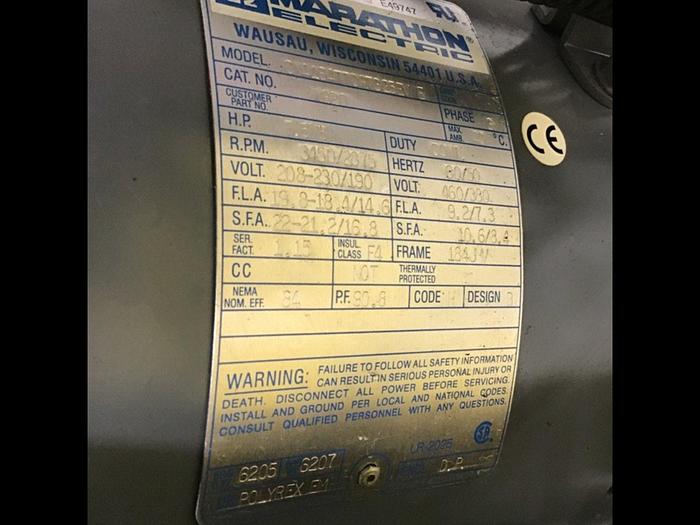 E49747
MARATHON®
ELECTRIC
WAUSAU, WISCONSIN 54401 U.S.A.
MODEL
CAT. NO.
CUSTOMER PART NO. PHASE
H.P. MAX. AMB. °C.
R.P.M. 3450/2875 DUTY
VOLT. 208-230/190 HERTZ 60/50
F.L.A. 19.8-18.4/14.6 VOLT. 460/380
S.F.A. 22-21.2/16.8 F.L.A. 9.2/7.3
SER. FACT. 1.15 INSUL. CLASS F4 S.F.A. 10.6/8.4
CC NOT FRAME 184JM
THERMALLY PROTECTED
NEMA NOM. EFF. 84 P.F. 90.8 CODE H DESIGN B
WARNING: FAILURE TO FOLLOW ALL SAFETY INFORMATION
CAN RESULT IN SERIOUS PERSONAL INJURY OR
DEATH. DISCONNECT ALL POWER BEFORE SERVICING.
INSTALL AND GROUND PER LOCAL AND NATIONAL CODES.
CONSULT QUALIFIED PERSONNEL WITH ANY QUESTIONS.
LR-2025
6205 6207
POLYREX EM D.P.
CE